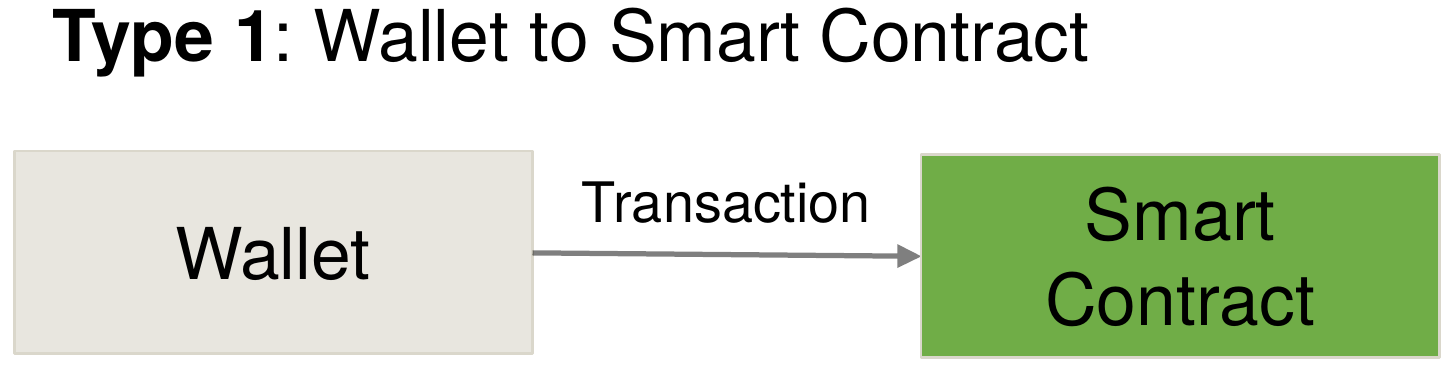 Type 1: Wallet to Smart Contract
Wallet
Transaction
Smart
Contract